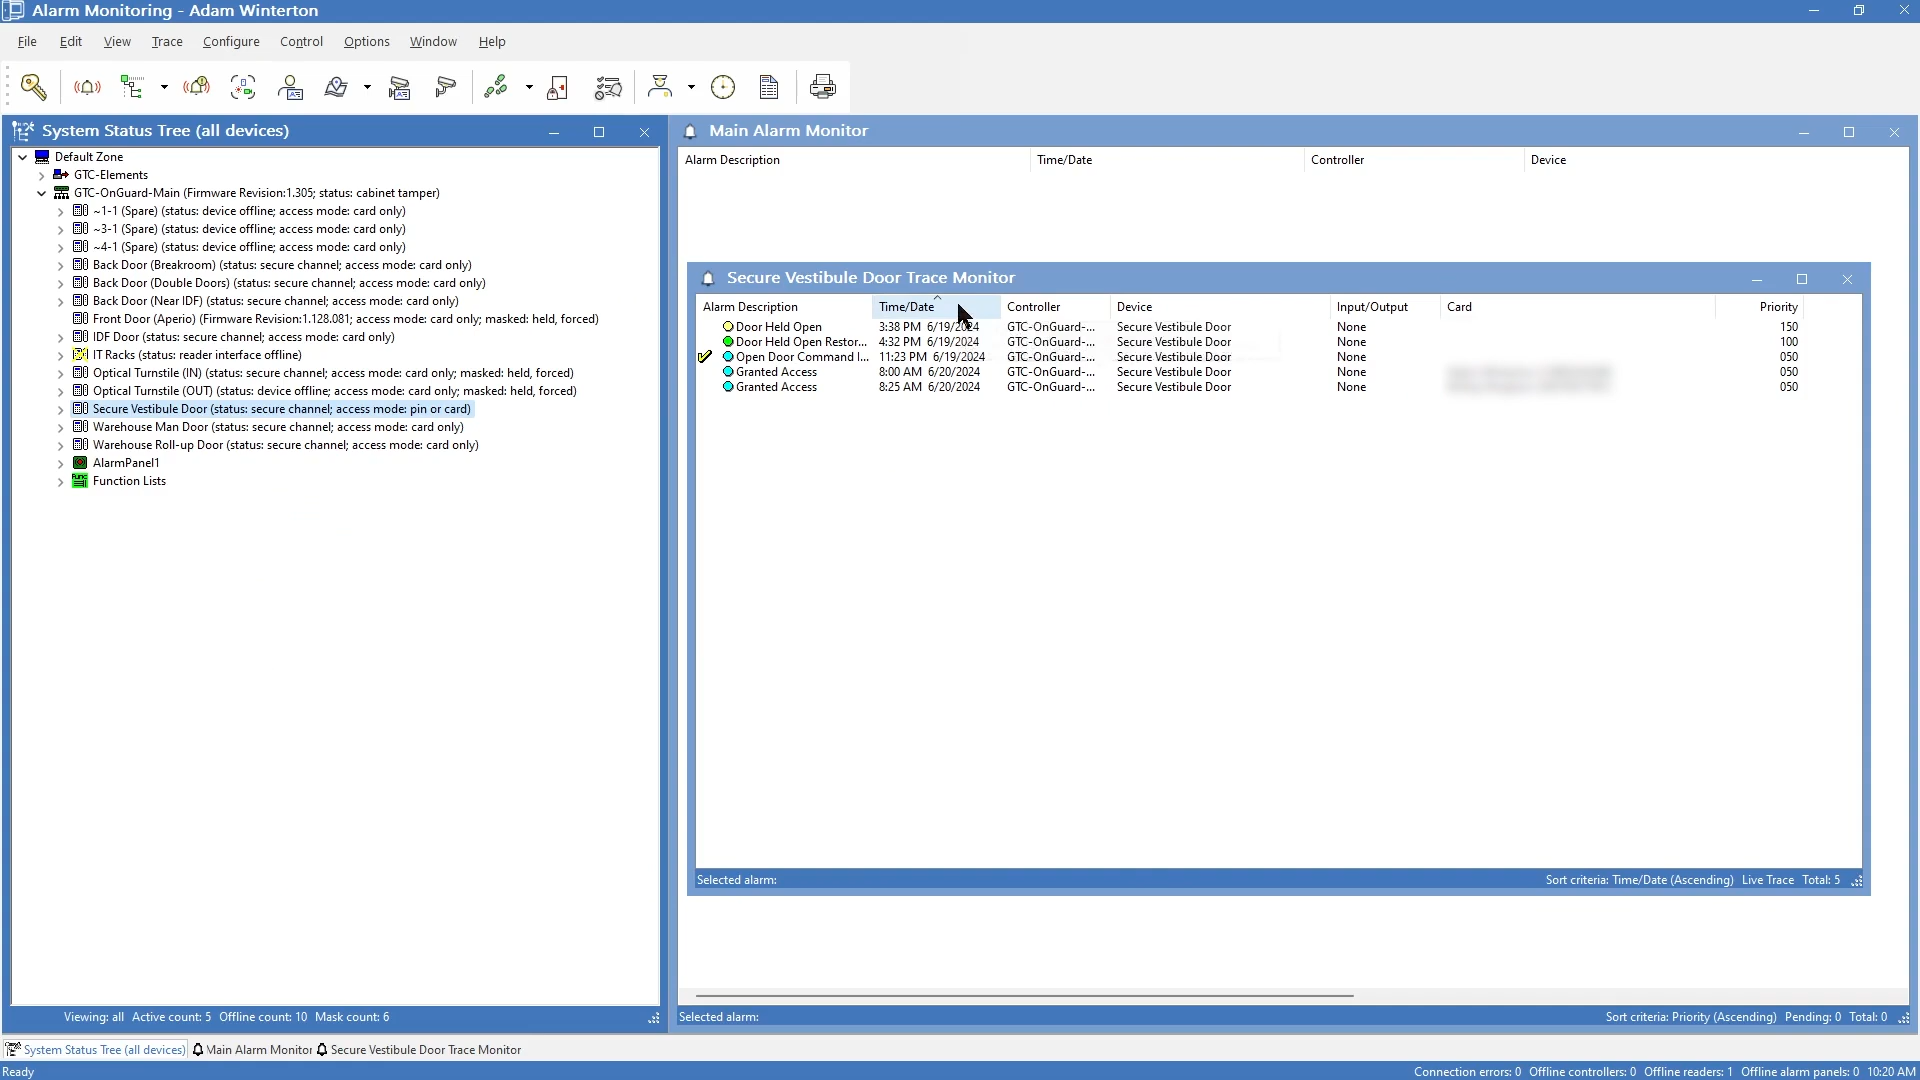 Alarm Monitoring - Adam Winterton
File Edit View Trace Configure Control Options Window Help
System Status Tree (all devices)
Default Zone
GTC-Elements
GTC-OnGuard-Main (Firmware Revision:1.305; status: cabinet tamper)
~1-1 (Spare) (status: device offline; access mode: card only)
~3-1 (Spare) (status: device offline; access mode: card only)
~4-1 (Spare) (status: device offline; access mode: card only)
Back Door (Breakroom) (status: secure channel; access mode: card only)
Back Door (Double Doors) (status: secure channel; access mode: card only)
Back Door (Near IDF) (status: secure channel; access mode: card only)
Front Door (Aperio) (Firmware Revision:1.128.081; access mode: card only; masked: held, forced)
IDF Door (status: secure channel; access mode: card only)
IT Racks (status: reader interface offline)
Optical Turnstile (IN) (status: secure channel; access mode: card only; masked: held, forced)
Optical Turnstile (OUT) (status: device offline; access mode: card only; masked: held, forced)
Secure Vestibule Door (status: secure channel; access mode: pin or card)
Warehouse Man Door (status: secure channel; access mode: card only)
Warehouse Roll-up Door (status: secure channel; access mode: card only)
AlarmPanel1
Function Lists
Viewing: all Active count: 5 Offline count: 10 Mask count: 6
Main Alarm Monitor
Alarm Description Time/Date Controller Device
Secure Vestibule Door Trace Monitor
Alarm Description Time/Date Controller Device Input/Output Card Priority
Door Held Open 3:38 PM 6/19/2024 GTC-OnGuard-... Secure Vestibule Door None 150
Door Held Open Restor... 4:32 PM 6/19/2024 GTC-OnGuard-... Secure Vestibule Door None 100
Open Door Command I... 11:23 PM 6/19/2024 GTC-OnGuard-... Secure Vestibule Door None 050
Granted Access 8:00 AM 6/20/2024 GTC-OnGuard-... Secure Vestibule Door None 050
Granted Access 8:25 AM 6/20/2024 GTC-OnGuard-... Secure Vestibule Door None 050
Selected alarm: Sort criteria: Time/Date (Ascending) Live Trace Total: 5
Selected alarm: Sort criteria: Priority (Ascending) Pending: 0 Total: 0
System Status Tree (all devices) Main Alarm Monitor Secure Vestibule Door Trace Monitor
Ready Connection errors: 0 Offline controllers: 0 Offline readers: 1 Offline alarm panels: 0 10:20 AM